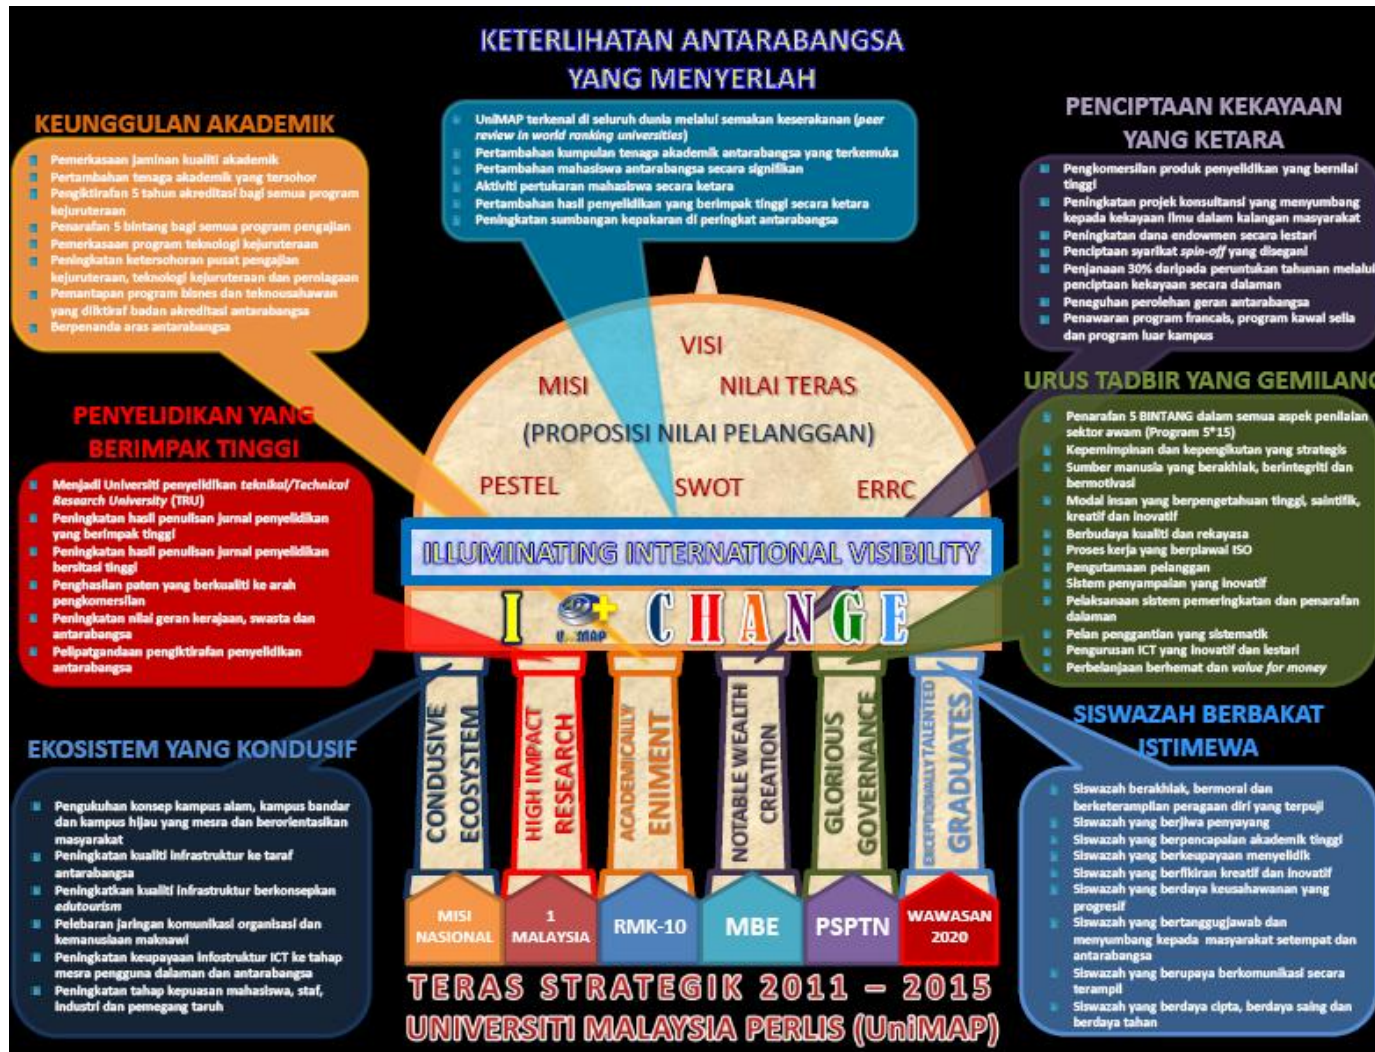 KETERLIHATAN ANTARABANGSA
YANG MENYERLAH
UniMAP terkenal di seluruh dunia melalui semakan keserakanan (peer
review in world ranking universities)
Pertambahan kumpulan tenaga akademik antarabangsa yang terkemuka
Pertambahan mahasiswa antarabangsa secara signifikan
Aktiviti pertukaran mahasiswa secara ketara
Pertambahan hasil penyelidikan yang berimpak tinggi secara ketara
Peningkatan sumbangan kepakaran di peringkat antarabangsa
KEUNGGULAN AKADEMIK
Pemerkasaan jaminan kualiti akademik
Pertambahan tenaga akademik yang tersohor
Pengiktirafan 5 tahun akreditasi bagi semua program
kejuruteraan
Penarafan 5 bintang bagi semua program pengajian
Pemerkasaan program teknologi kejuruteraan
Peningkatan ketersohoran pusat pengajian
kejuruteraan, teknologi kejuruteraan dan perniagaan
Pemantapan program bisnes dan teknousahawan
yang diiktiraf badan akreditasi antarabangsa
Berpenanda aras antarabangsa
PENYELIDIKAN YANG
BERIMPAK TINGGI
Menjadi Universiti penyelidikan teknikal/Technical
Research University (TRU)
Peningkatan hasil penulisan jurnal penyelidikan
yang berimpak tinggi
Peningkatan hasil penulisan jurnal penyelidikan
bersitasi tinggi
Penghasilan paten yang berkualiti ke arah
pengkomersilan
Peningkatan nilai geran kerajaan, swasta dan
antarabangsa
Pelipatgandaan pengiktirafan penyelidikan
antarabangsa
EKOSISTEM YANG KONDUSIF
Pengukuhan konsep kampus alam, kampus bandar
dan kampus hijau yang mesra dan berorientasikan
masyarakat
Peningkatan kualiti infrastruktur ke taraf
antarabangsa
Peningkatkan kualiti infrastruktur berkonsepkan
edutourism
Pelebaran jaringan komunikasi organisasi dan
kemanusiaan maknawi
Peningkatan keupayaan infostruktur ICT ke tahap
mesra pengguna dalaman dan antarabangsa
Peningkatan tahap kepuasan mahasiswa, staf,
industri dan pemegang taruh
VISI
MISI NILAI TERAS
(PROPOSISI NILAI PELANGGAN)
PESTEL SWOT ERRC
ILLUMINATING INTERNATIONAL VISIBILITY
I UniMAP + CHANGE
CONDUSIVE
ECOSYSTEM
HIGH IMPACT
RESEARCH
ACADEMICALLY
ENIMENT
NOTABLE WEALTH
CREATION
GLORIOUS
GOVERNANCE
EXCEPTIONALLY TALENTED
GRADUATES
MISI
NASIONAL
1
MALAYSIA
RMK-10
MBE
PSPTN
WAWASAN
2020
TERAS STRATEGIK 2011 – 2015
UNIVERSITI MALAYSIA PERLIS (UniMAP)
PENCIPTAAN KEKAYAAN
YANG KETARA
Pengkomersilan produk penyelidikan yang bernilai
tinggi
Peningkatan projek konsultansi yang menyumbang
kepada kekayaan ilmu dalam kalangan masyarakat
Peningkatan dana endowmen secara lestari
Penciptaan syarikat spin-off yang disegani
Penjanaan 30% daripada peruntukan tahunan melalui
penciptaan kekayaan secara dalaman
Peneguhan perolehan geran antarabangsa
Penawaran program francais, program kawal selia
dan program luar kampus
URUS TADBIR YANG GEMILANG
Penarafan 5 BINTANG dalam semua aspek penilaian
sektor awam (Program 5*15)
Kepemimpinan dan kepengikutan yang strategis
Sumber manusia yang berakhlak, berintegriti dan
bermotivasi
Modal insan yang berpengetahuan tinggi, saintifik,
kreatif dan inovatif
Berbudaya kualiti dan rekayasa
Proses kerja yang berpiawai ISO
Pengutamaan pelanggan
Sistem penyampaian yang inovatif
Pelaksanaan sistem pemeringkatan dan penarafan
dalaman
Pelan penggantian yang sistematik
Pengurusan ICT yang inovatif dan lestari
Perbelanjaan berhemat dan value for money
SISWAZAH BERBAKAT
ISTIMEWA
Siswazah berakhlak, bermoral dan
berketerampilan peragaan diri yang terpuji
Siswazah yang berjiwa penyayang
Siswazah yang berpencapaian akademik tinggi
Siswazah yang berkeupayaan menyelidik
Siswazah yang berfikiran kreatif dan inovatif
Siswazah yang berdaya keusahawanan yang
progresif
Siswazah yang bertanggugjawab dan
menyumbang kepada masyarakat setempat dan
antarabangsa
Siswazah yang berupaya berkomunikasi secara
terampil
Siswazah yang berdaya cipta, berdaya saing dan
berdaya tahan